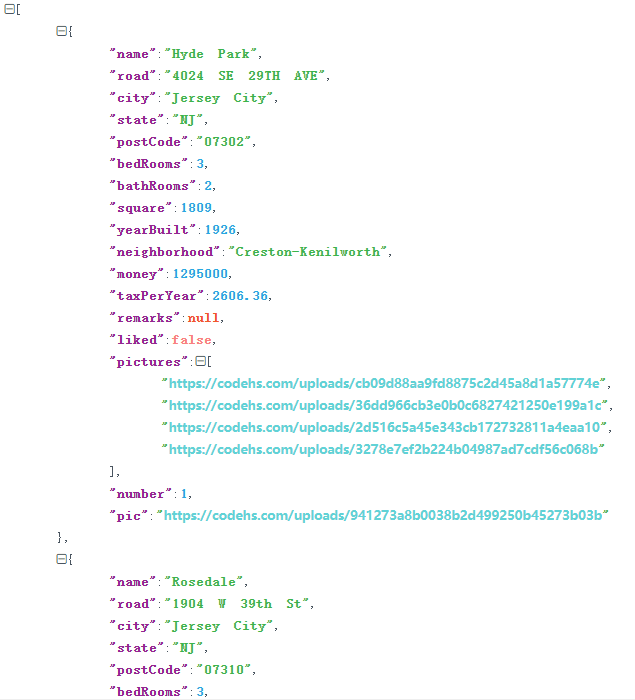 [
{
"name":"Hyde Park",
"road":"4024 SE 29TH AVE",
"city":"Jersey City",
"state":"NJ",
"postCode":"07302",
"bedRooms":3,
"bathRooms":2,
"square":1809,
"yearBuilt":1926,
"neighborhood":"Creston-Kenilworth",
"money":1295000,
"taxPerYear":2606.36,
"remarks":null,
"liked":false,
"pictures":[
"https://codehs.com/uploads/cb09d88aa9fd8875c2d45a8d1a57774e",
"https://codehs.com/uploads/36dd966cb3e0b0c6827421250e199a1c",
"https://codehs.com/uploads/2d516c5a45e343cb172732811a4eaa10",
"https://codehs.com/uploads/3278e7ef2b224b04987ad7cdf56c068b"
],
"number":1,
"pic":"https://codehs.com/uploads/941273a8b0038b2d499250b45273b03b"
},
{
"name":"Rosedale",
"road":"1904 W 39th St",
"city":"Jersey City",
"state":"NJ",
"postCode":"07310",
"bedRooms":3,